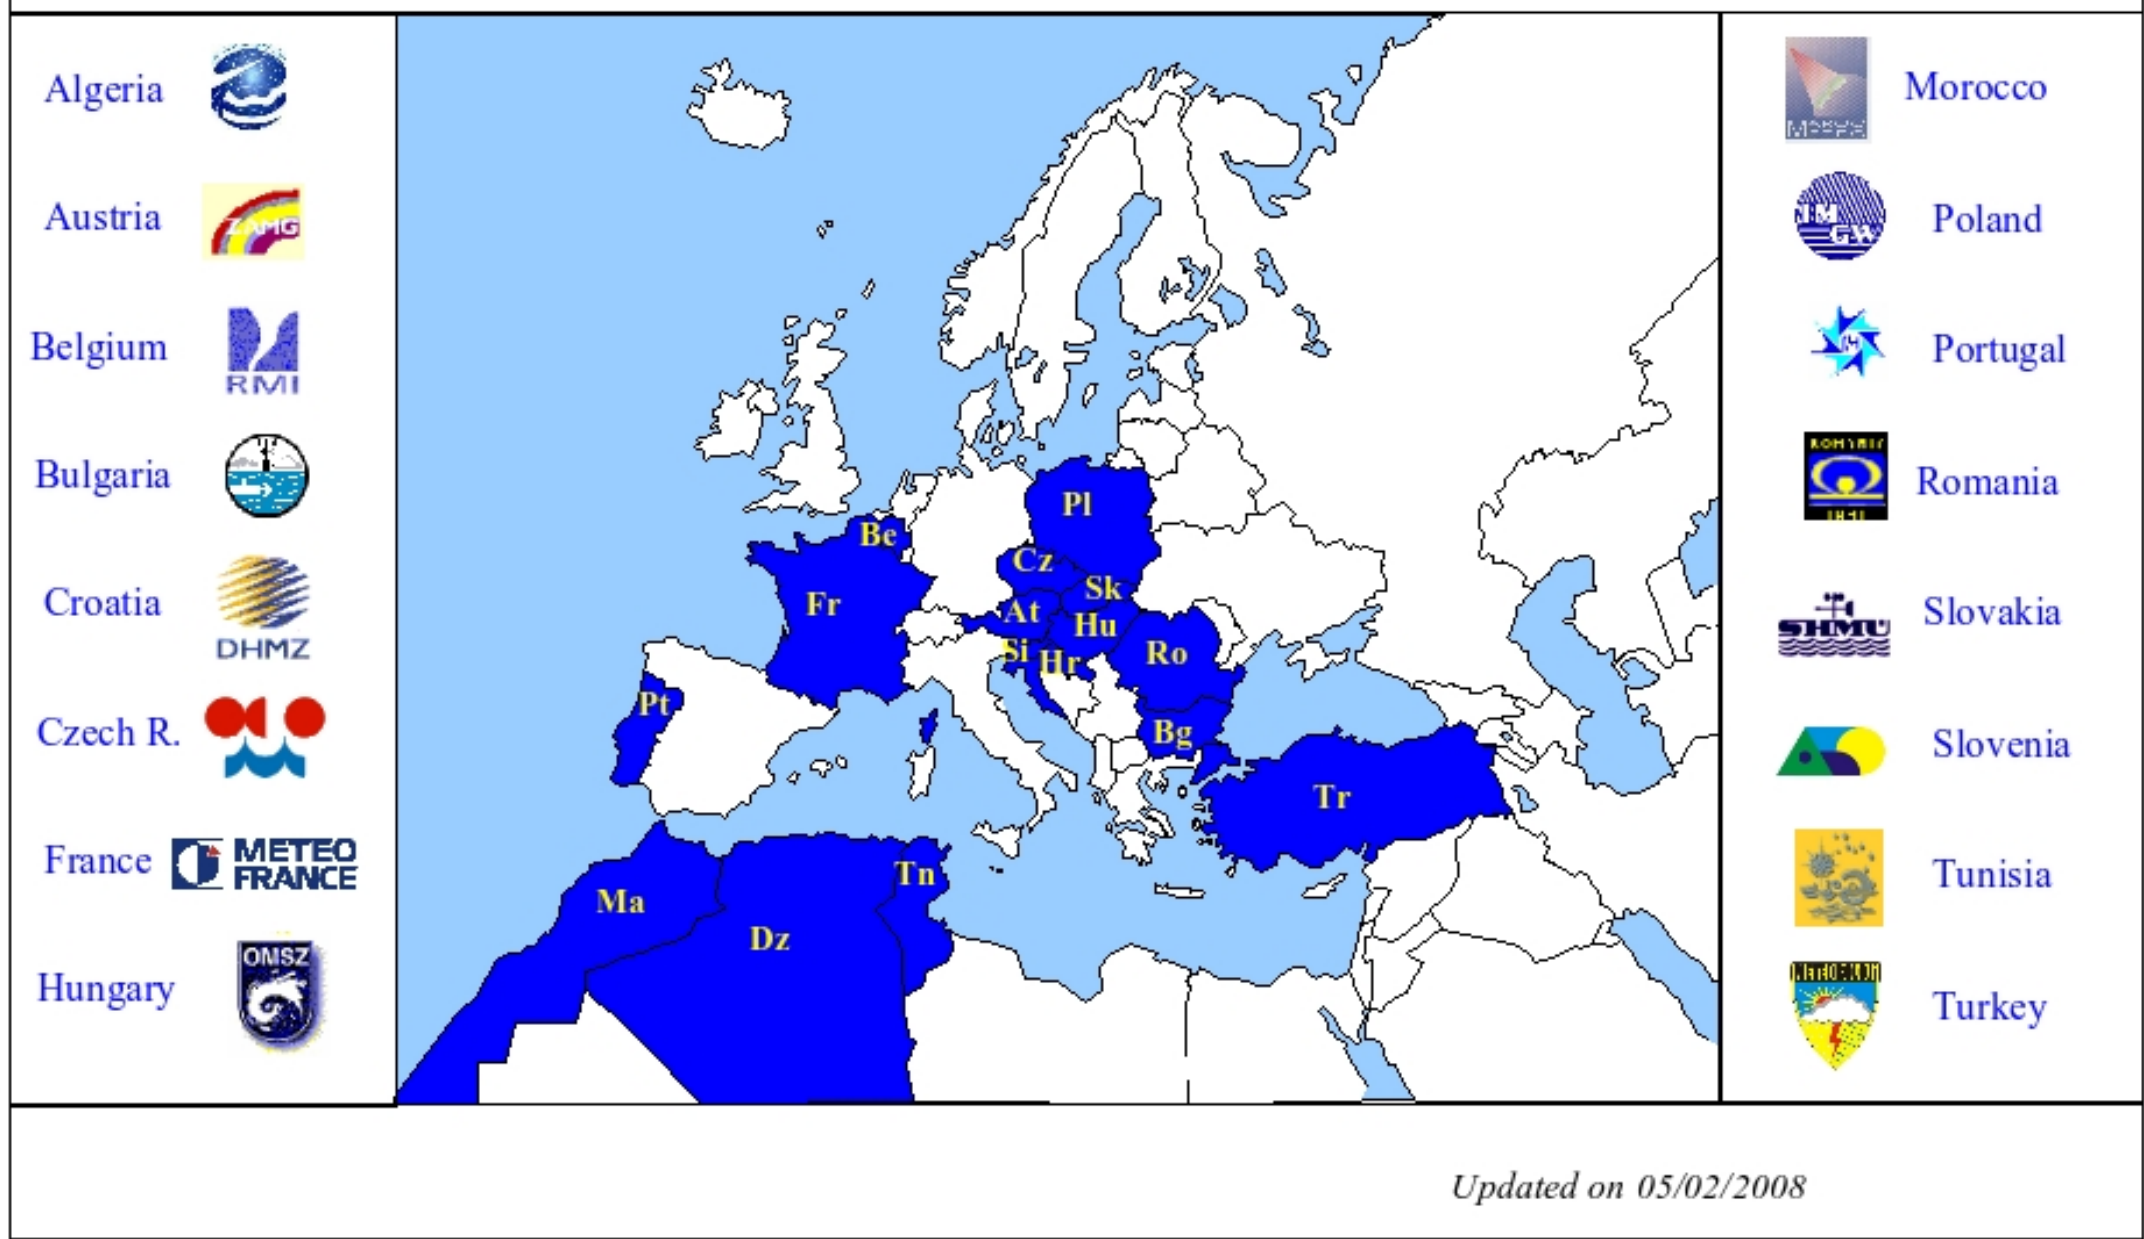 Algeria
Austria
ZAMG
Belgium
RMI
Bulgaria
Croatia
DHMZ
Czech R.
France
METEO
FRANCE
Hungary
OMSZ
Pl
Be
Cz
Sk
Fr
At
Hu
Si
Hr
Ro
Pt
Bg
Tr
Tn
Ma
Dz
Morocco
IM
GW
Poland
Portugal
Romania
SHMU
Slovakia
Slovenia
Tunisia
Turkey
Updated on 05/02/2008